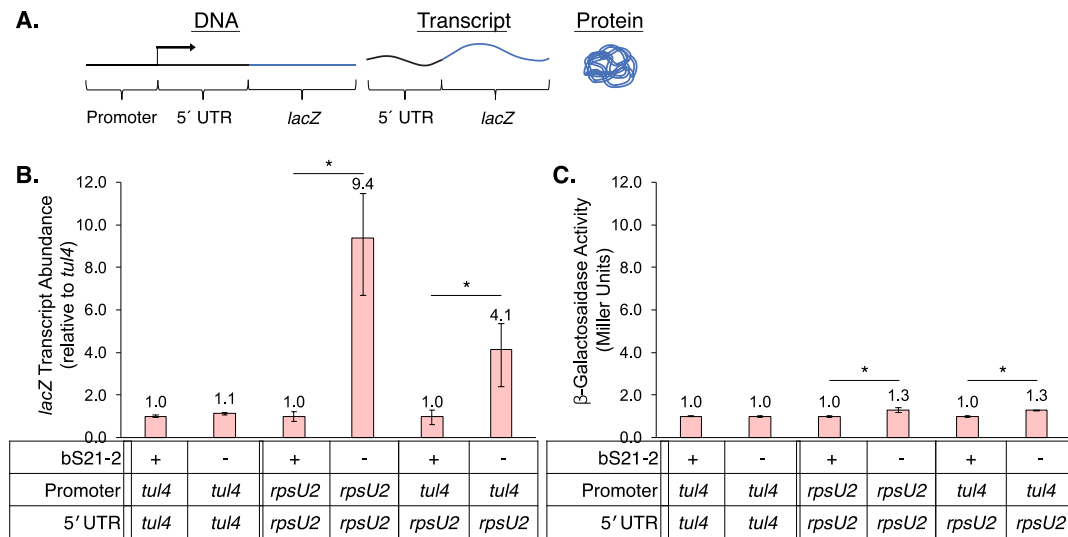 A.
DNA
Transcript
Protein
Promoter 5´ UTR lacZ 5´ UTR lacZ
B.
lacZ Transcript Abundance
(relative to tul4)
12.0
10.0
8.0
6.0
4.0
2.0
0.0
1.0 1.1 1.0 * 9.4 1.0 * 4.1
bS21-2 + - + - + -
Promoter tul4 tul4 rpsU2 rpsU2 tul4 tul4
5′ UTR tul4 tul4 rpsU2 rpsU2 rpsU2 rpsU2
C.
β-Galactosaidase Activity
(Miller Units)
12.0
10.0
8.0
6.0
4.0
2.0
0.0
1.0 1.0 1.0 * 1.3 1.0 * 1.3
bS21-2 + - + - + -
Promoter tul4 tul4 rpsU2 rpsU2 tul4 tul4
5′ UTR tul4 tul4 rpsU2 rpsU2 rpsU2 rpsU2